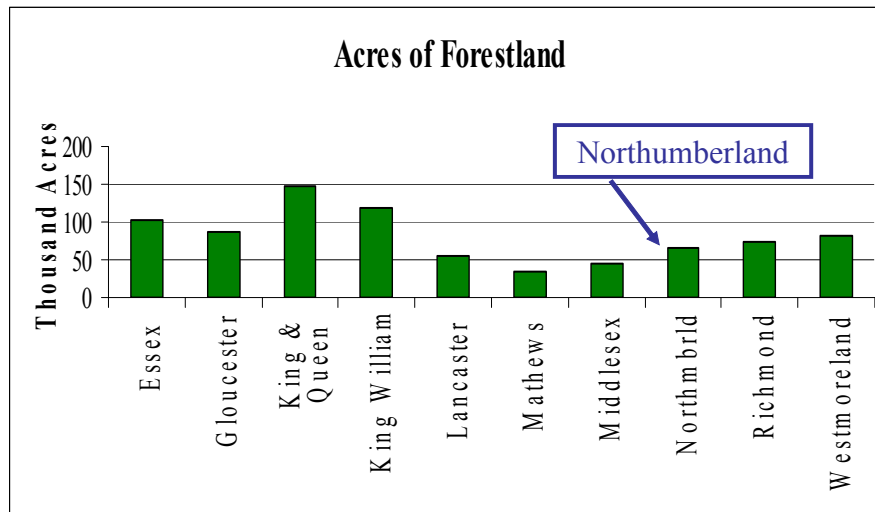 Acres of Forestland
Northumberland
Thousand Acres
200
150
100
50
0
Essex
Gloucester
King &
Queen
King William
Lancaster
Mathews
Middlesex
Northmbrld
Richmond
Westmoreland